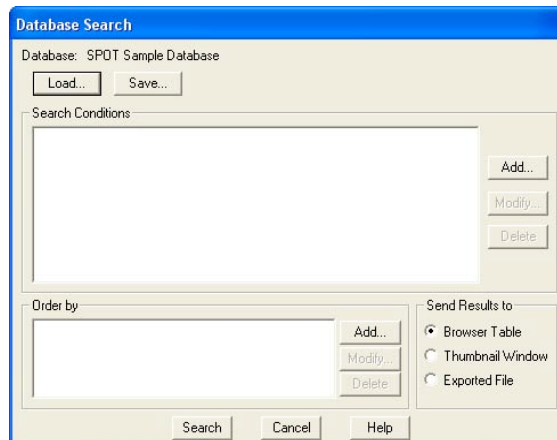 Database Search
Database: SPOT Sample Database
Load... Save...
Search Conditions
Add...
Modify...
Delete
Order by
Add...
Modify...
Delete
Send Results to
Browser Table
Thumbnail Window
Exported File
Search Cancel Help